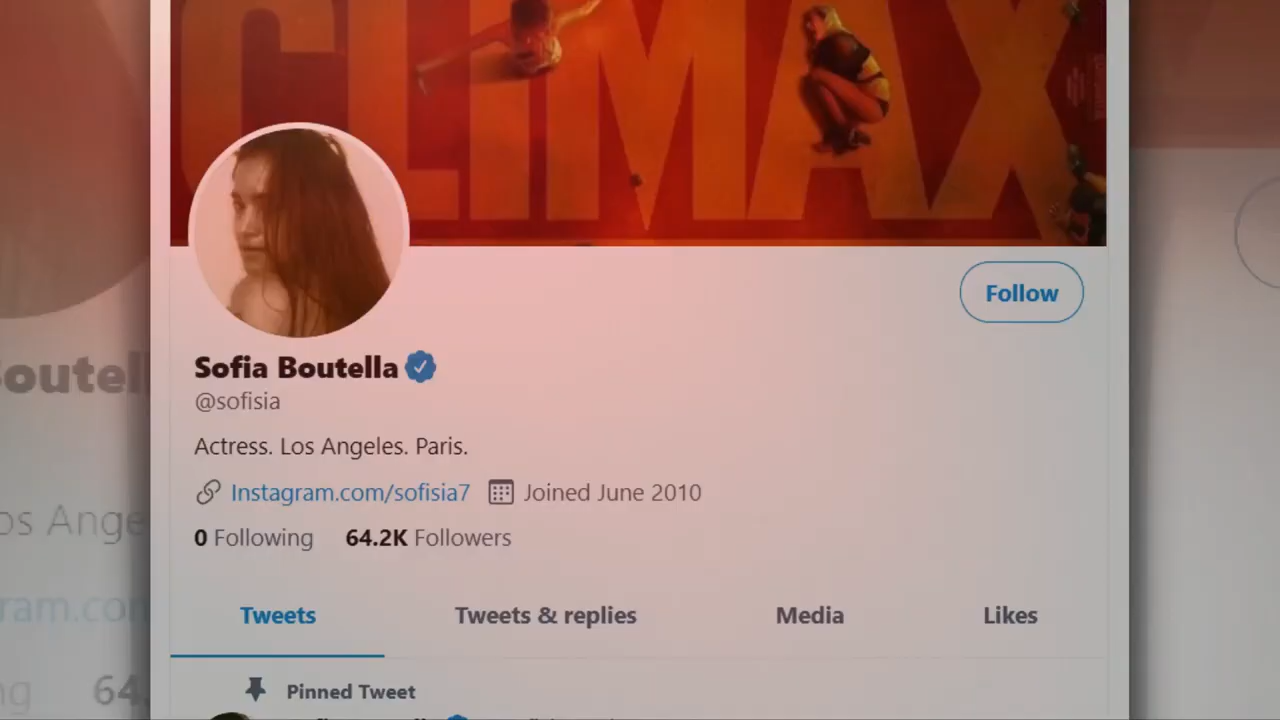 CLIMAX
Follow
Sofia Boutella
@sofisia
Actress. Los Angeles. Paris.
Instagram.com/sofisia7 Joined June 2010
0 Following 64.2K Followers
Tweets Tweets & replies Media Likes
Pinned Tweet